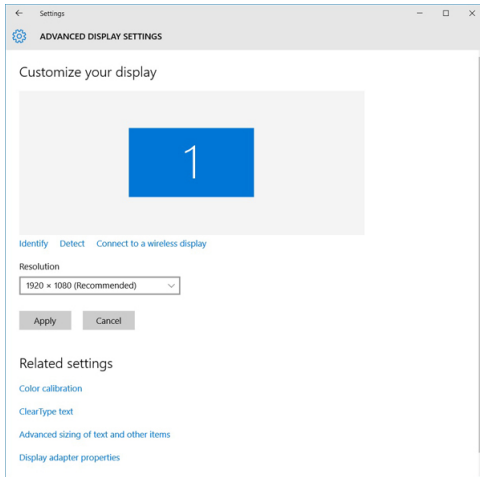 Settings
ADVANCED DISPLAY SETTINGS
Customize your display
1
Identify Detect Connect to a wireless display
Resolution
1920 × 1080 (Recommended)
Apply Cancel
Related settings
Color calibration
ClearType text
Advanced sizing of text and other items
Display adapter properties